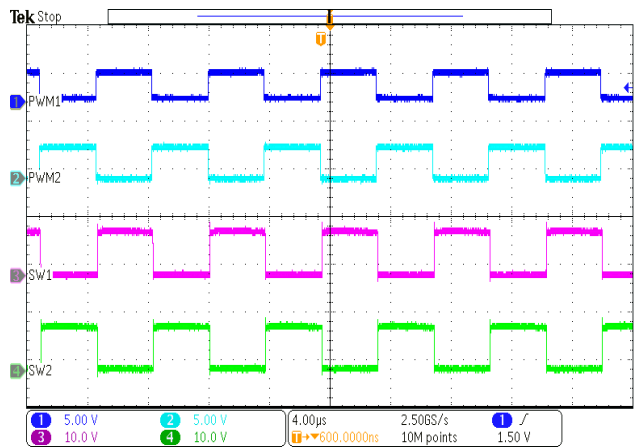 Tek Stop
T
1 PWM1
2 PWM2
3 SW1
4 SW2
1 5.00 V 2 5.00 V 4.00µs 2.50GS/s 1
3 10.0 V 4 10.0 V T→▼600.0000ns 10M points 1.50 V